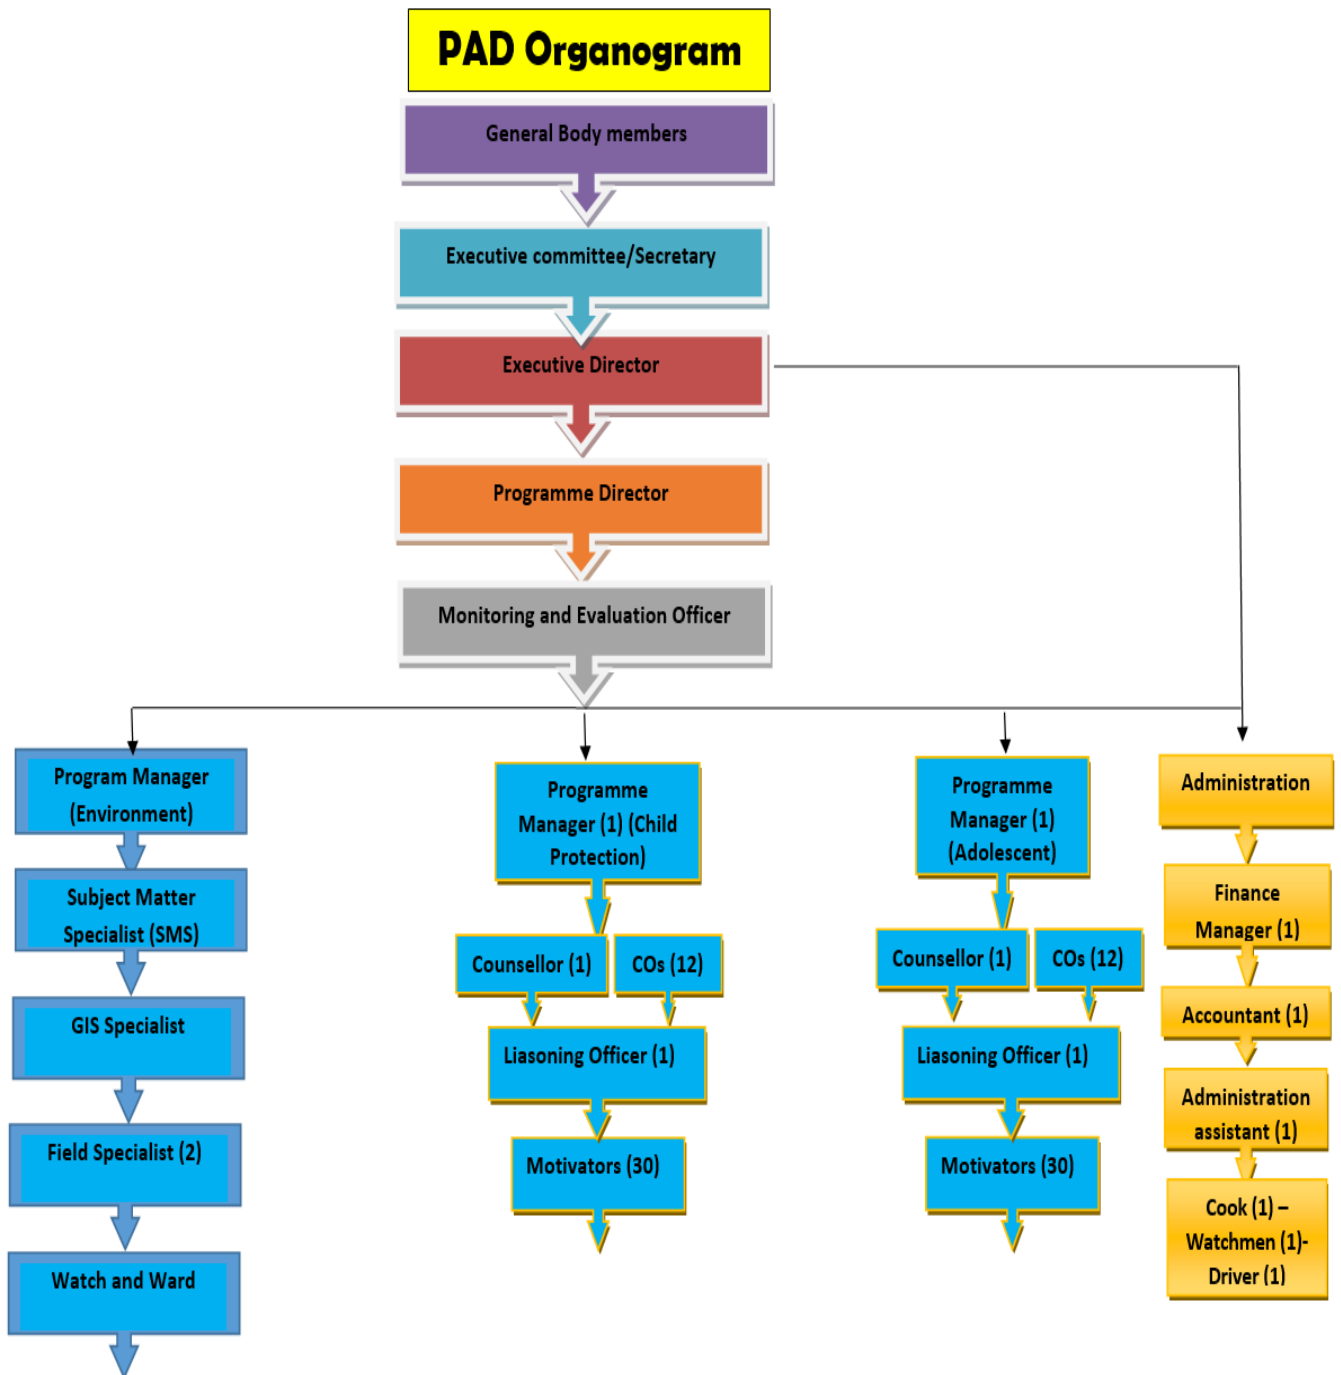 PAD Organogram
General Body members
Executive committee/Secretary
Executive Director
Programme Director
Monitoring and Evaluation Officer
Program Manager
(Environment)
Subject Matter
Specialist (SMS)
GIS Specialist
Field Specialist (2)
Watch and Ward
Programme
Manager (1) (Child
Protection)
Counsellor (1)
COs (12)
Liasoning Officer (1)
Motivators (30)
Programme
Manager (1)
(Adolescent)
Counsellor (1)
COs (12)
Liasoning Officer (1)
Motivators (30)
Administration
Finance
Manager (1)
Accountant (1)
Administration
assistant (1)
Cook (1) –
Watchmen (1)-
Driver (1)